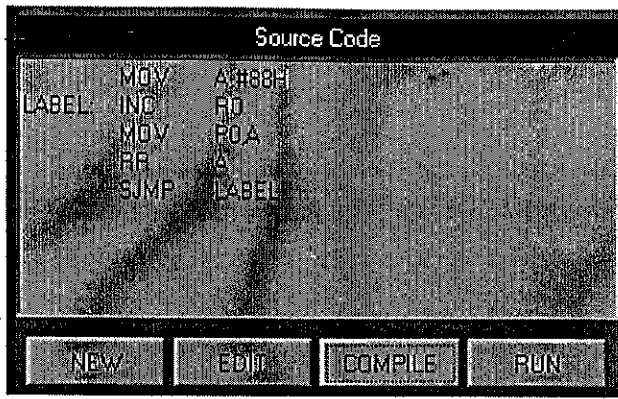 Source Code
MOV A,#88H
LABEL: INC R0
MOV P0,A
RR A
SJMP LABEL
NEW EDIT COMPILE RUN